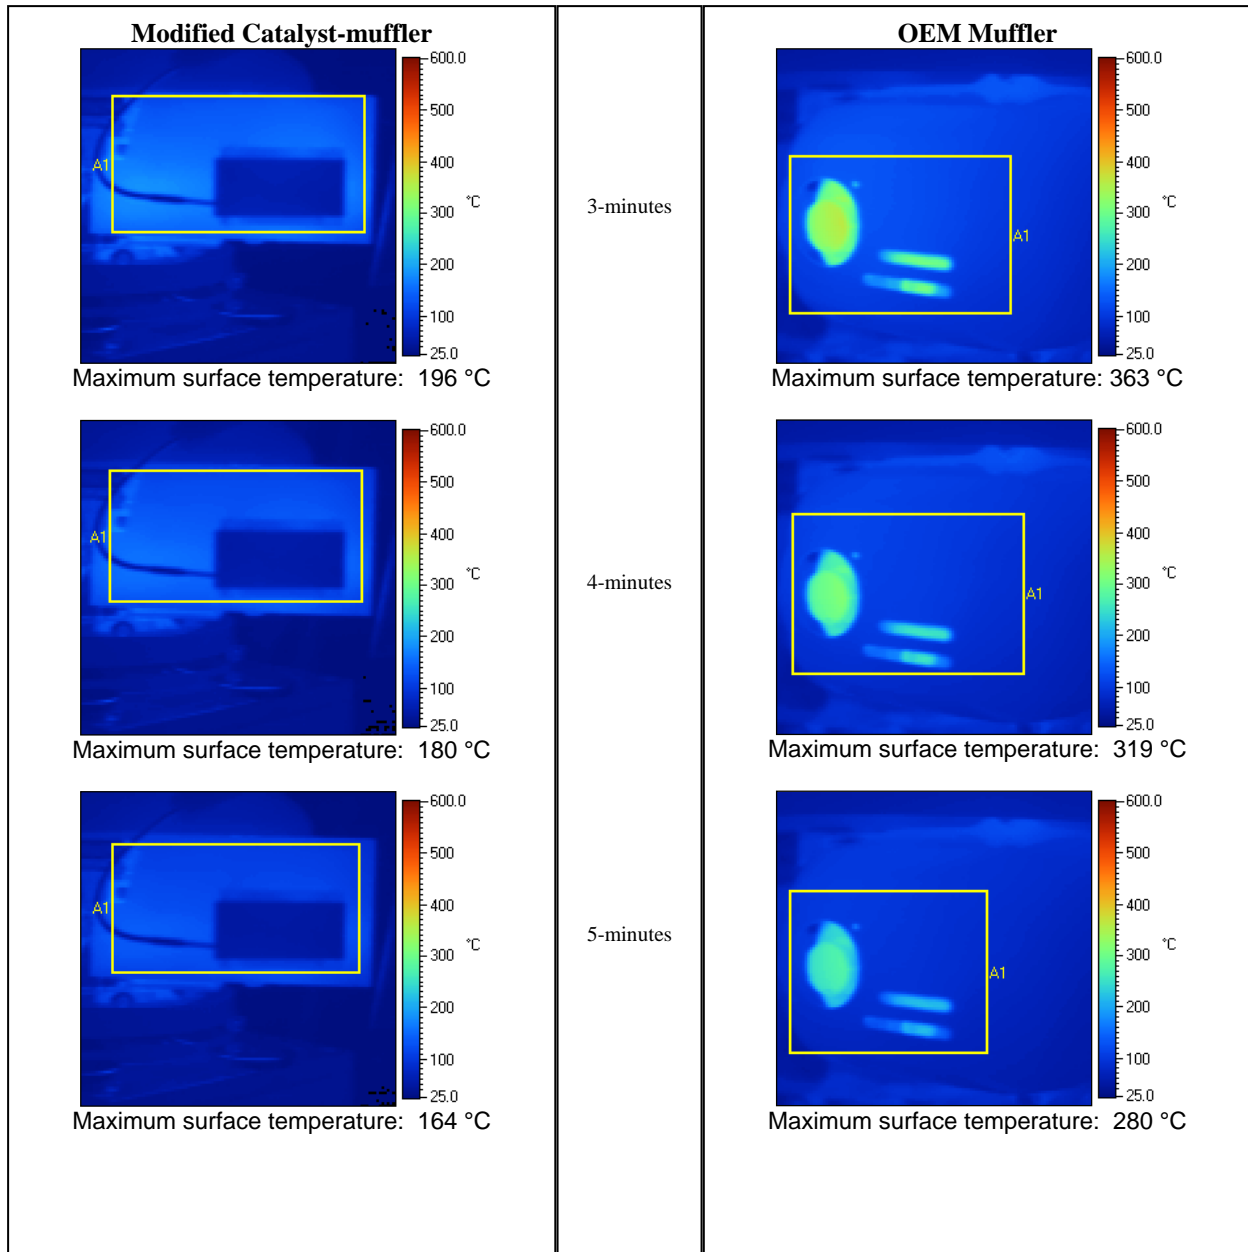 Modified Catalyst-muffler
OEM Muffler
600.0
500
400
300
200
100
25.0
°C
A1
Maximum surface temperature: 196 °C
3-minutes
600.0
500
400
300
200
100
25.0
°C
A1
Maximum surface temperature: 363 °C
600.0
500
400
300
200
100
25.0
°C
A1
Maximum surface temperature: 180 °C
4-minutes
600.0
500
400
300
200
100
25.0
°C
A1
Maximum surface temperature: 319 °C
600.0
500
400
300
200
100
25.0
°C
A1
Maximum surface temperature: 164 °C
5-minutes
600.0
500
400
300
200
100
25.0
°C
A1
Maximum surface temperature: 280 °C